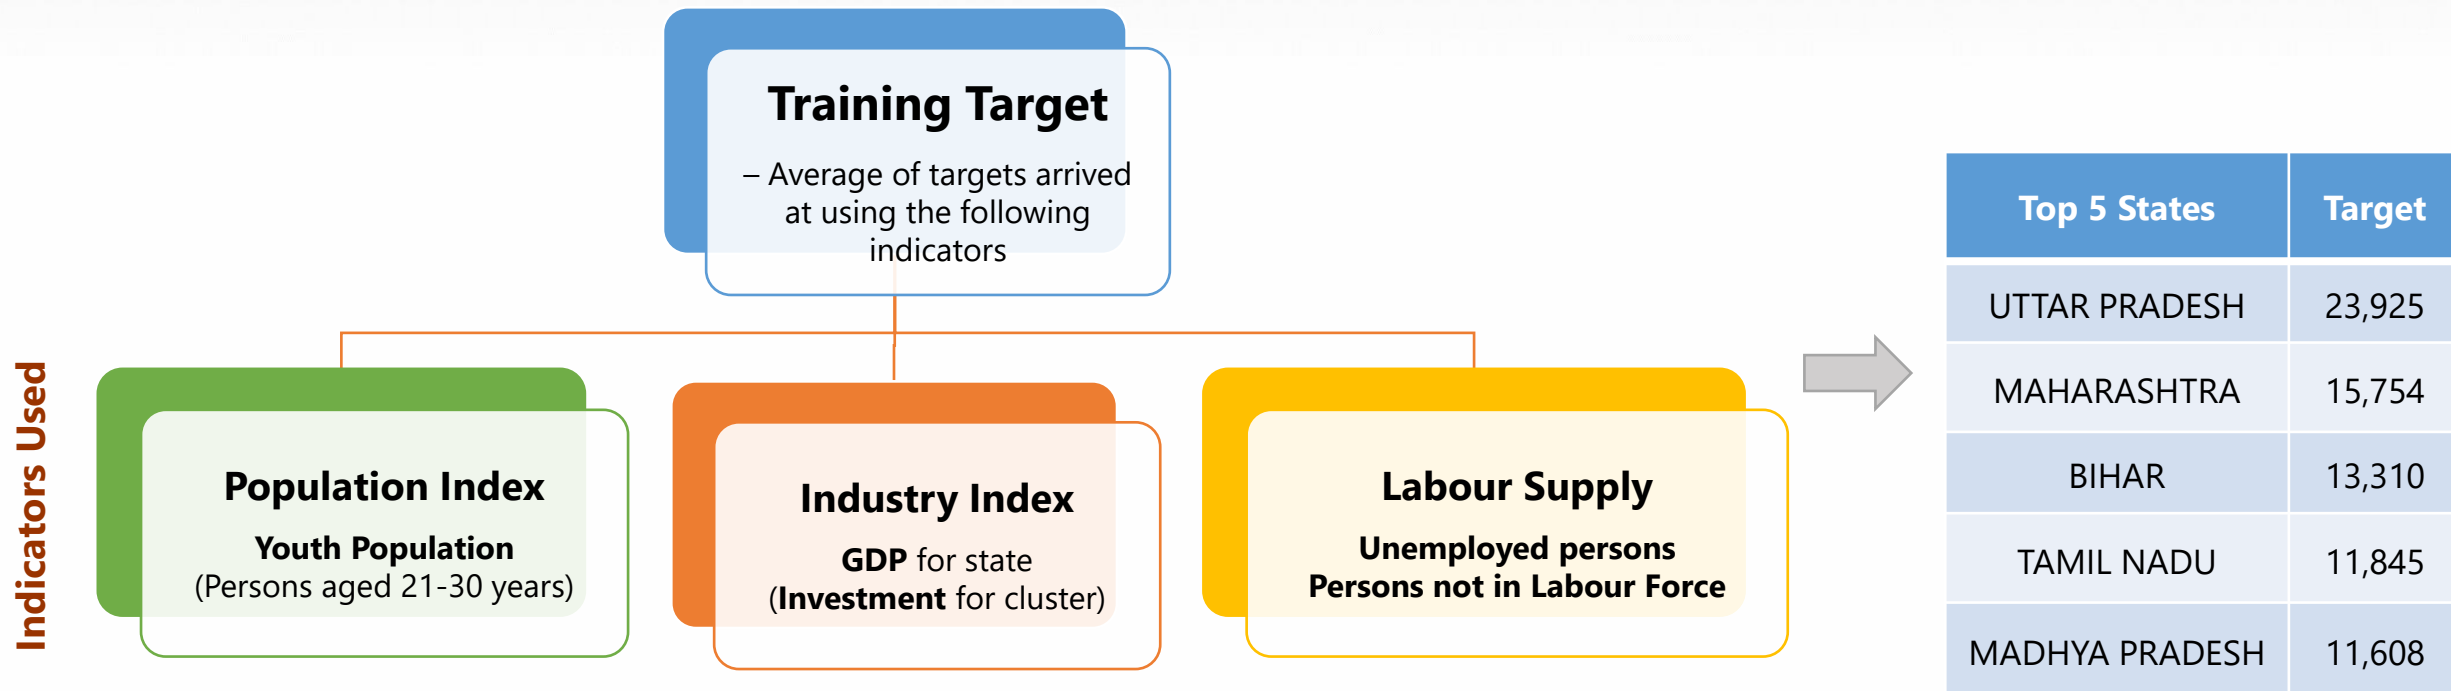 Training Target
– Average of targets arrived
at using the following
indicators
Indicators Used
Population Index
Youth Population
(Persons aged 21-30 years)
Industry Index
GDP for state
(Investment for cluster)
Labour Supply
Unemployed persons
Persons not in Labour Force
Top 5 States Target
UTTAR PRADESH 23,925
MAHARASHTRA 15,754
BIHAR 13,310
TAMIL NADU 11,845
MADHYA PRADESH 11,608